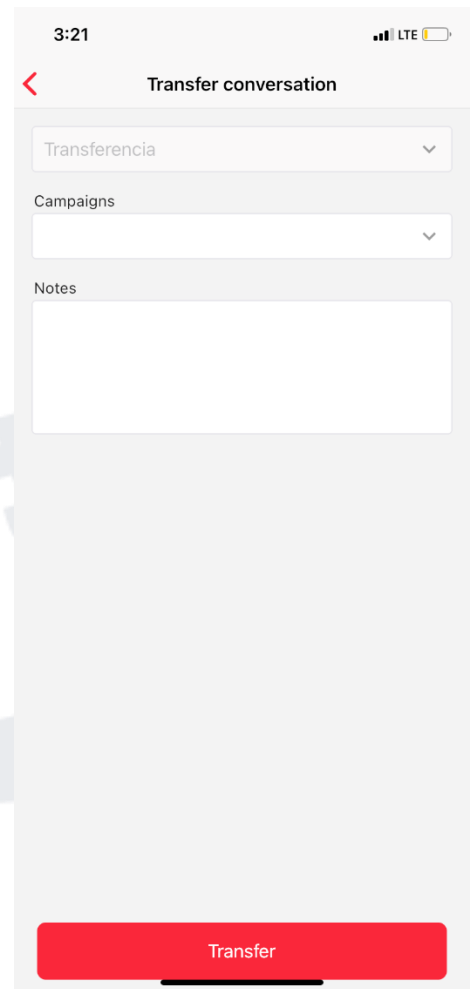 3:21 LTE
Transfer conversation
Transferencia
Campaigns
Notes
Transfer